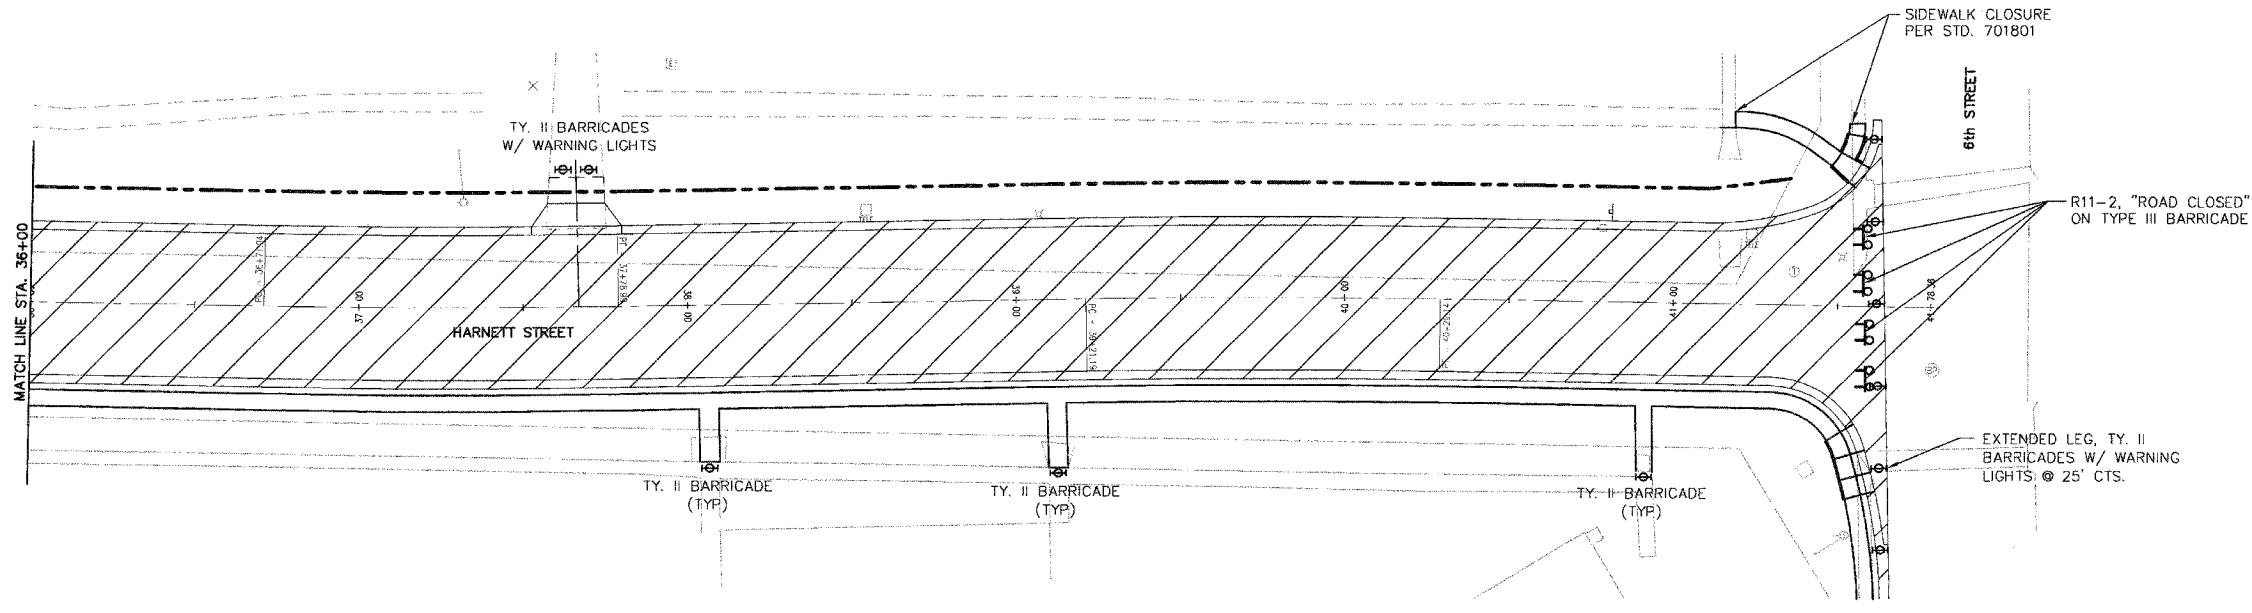 SIDEWALK CLOSURE
PER STD. 701801
6th STREET
TY. II BARRICADES
W/ WARNING LIGHTS
R11-2, "ROAD CLOSED"
ON TYPE III BARRICADE
MATCH LINE STA. 36+00
37+00
38+00
39+00
40+00
41+00
HARNETT STREET
EXTENDED LEG, TY. II
BARRICADES W/ WARNING
LIGHTS @ 25' CTS.
TY. II BARRICADE
(TYP)
TY. II BARRICADE
(TYP)
TY. II BARRICADE
(TYP)